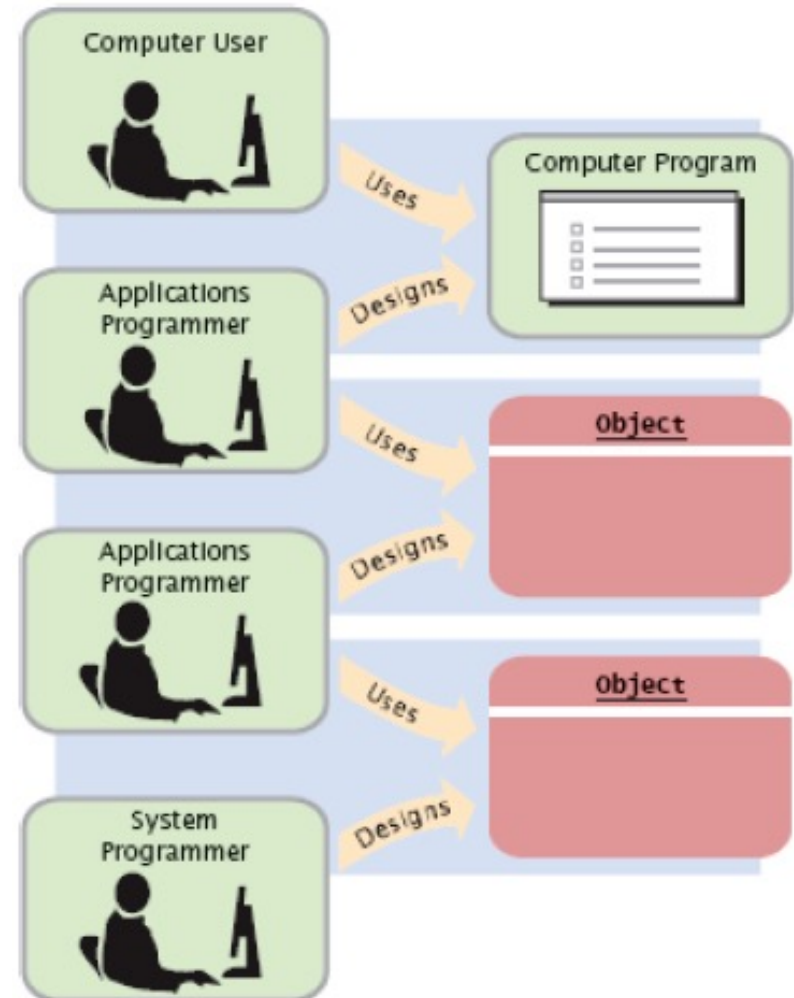 Computer User
Uses
Computer Program
Applications
Programmer
Designs
Uses
Object
Applications
Programmer
Designs
Uses
Object
System
Programmer
Designs